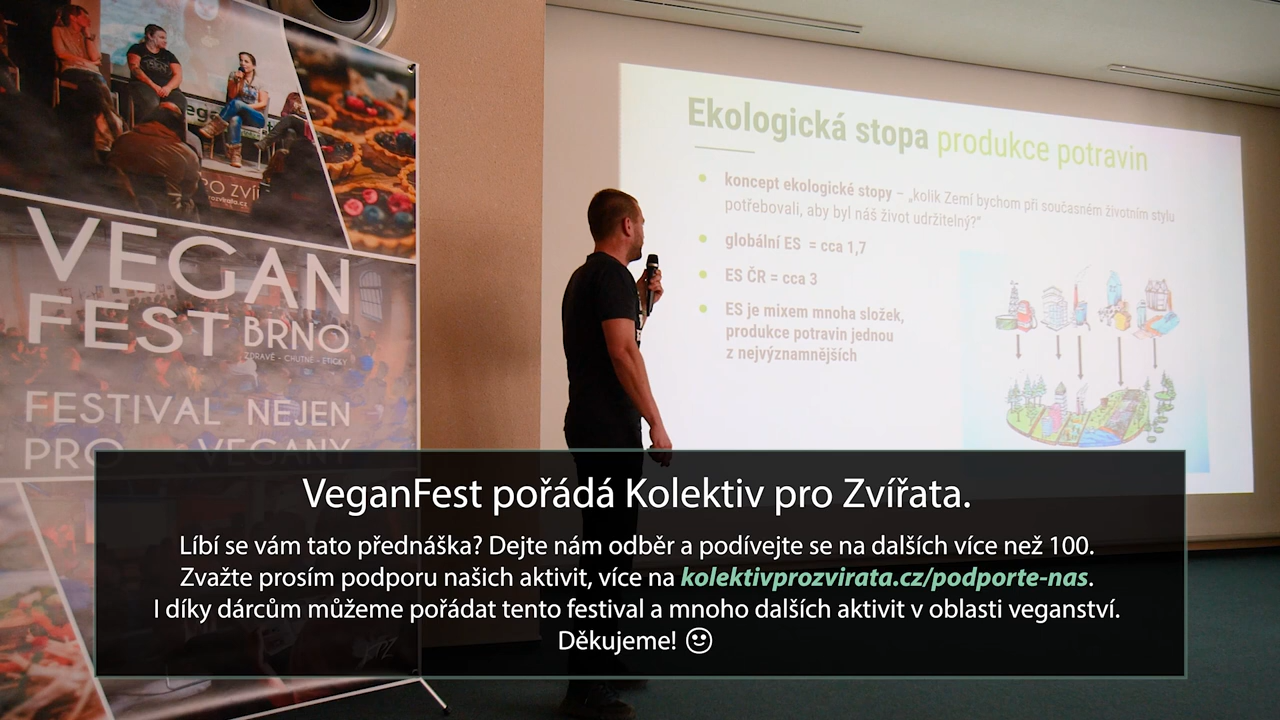 VEGAN
FEST BRNO
ZDRAVĚ - CHUTNĚ - ETICKY
FESTIVAL NEJEN
PRO VEGANY
Ekologická stopa produkce potravin
koncept ekologické stopy – „kolik Zemí bychom při současném životním stylu
potřebovali, aby byl náš život udržitelný?“
globální ES = cca 1,7
ES ČR = cca 3
ES je mixem mnoha složek,
produkce potravin jednou
z nejvýznamnějších
VeganFest pořádá Kolektiv pro Zvířata.
Líbí se vám tato přednáška? Dejte nám odběr a podívejte se na dalších více než 100.
Zvažte prosím podporu našich aktivit, více na kolektivprozvirata.cz/podporte-nas.
I díky dárcům můžeme pořádat tento festival a mnoho dalších aktivit v oblasti veganství.
Děkujeme!